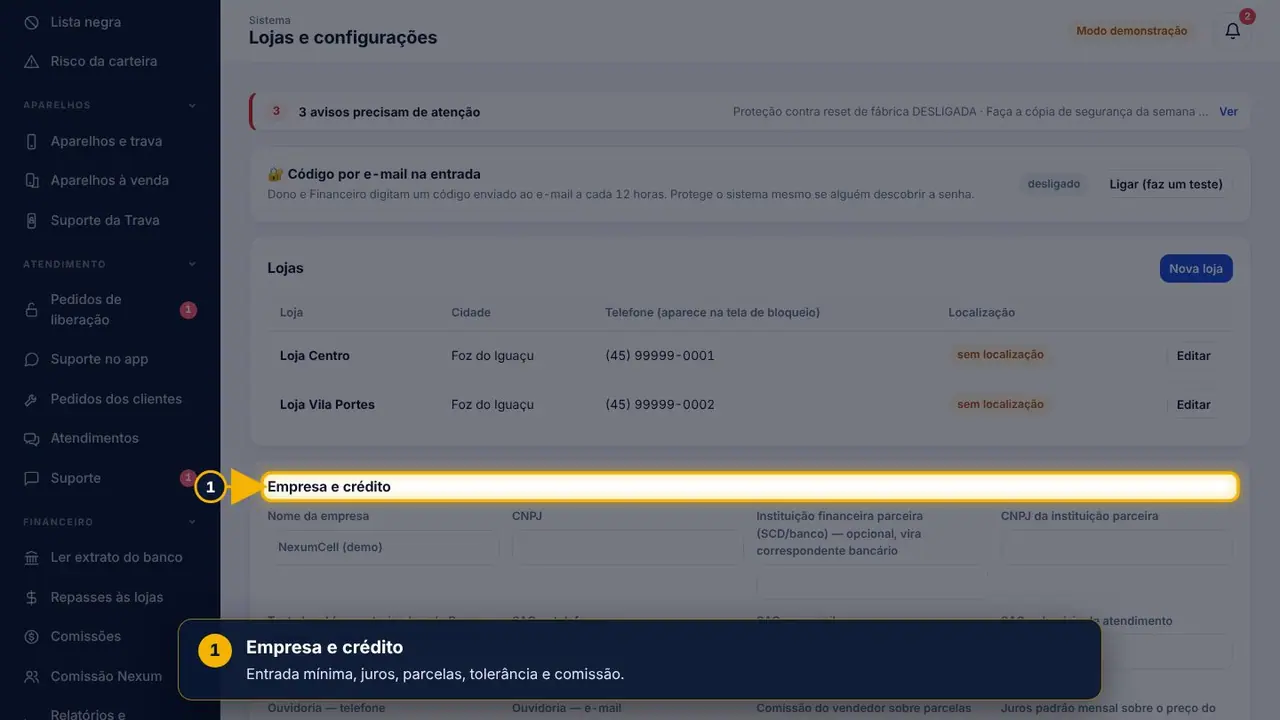 Lista negra
Risco da carteira
APARELHOS
Aparelhos e trava
Aparelhos à venda
Suporte da Trava
ATENDIMENTO
Pedidos de
liberação
1
Suporte no app
Pedidos dos clientes
Atendimentos
Suporte
1
FINANCEIRO
Ler extrato do banco
Repasses às lojas
Comissões
Comissão Nexum
Relatórios e
Sistema
Lojas e configurações
Modo demonstração
2
3
3 avisos precisam de atenção
Proteção contra reset de fábrica DESLIGADA · Faça a cópia de segurança da semana ...
Ver
Código por e-mail na entrada
Dono e Financeiro digitam um código enviado ao e-mail a cada 12 horas. Protege o sistema mesmo se alguém descobrir a senha.
desligado
Ligar (faz um teste)
Lojas
Nova loja
Loja Cidade Telefone (aparece na tela de bloqueio) Localização
Loja Centro Foz do Iguaçu (45) 99999-0001 sem localização Editar
Loja Vila Portes Foz do Iguaçu (45) 99999-0002 sem localização Editar
1
Empresa e crédito
Nome da empresa
NexumCell (demo)
CNPJ
Instituição financeira parceira
(SCD/banco) — opcional, vira
correspondente bancário
CNPJ da instituição parceira
atendimento
1
Empresa e crédito
Entrada mínima, juros, parcelas, tolerância e comissão.
Ouvidoria — telefone
Ouvidoria — e-mail
Comissão do vendedor sobre parcelas
Juros padrão mensal sobre o preço do